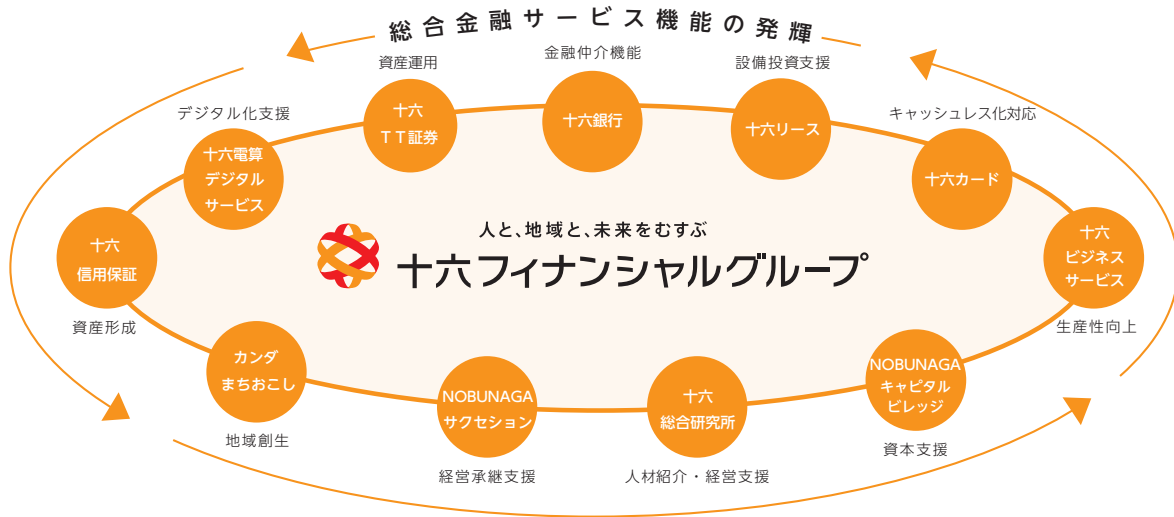 総合金融サービス機能の発揮
金融仲介機能
十六銀行
設備投資支援
十六リース
キャッシュレス化対応
十六カード
十六
ビジネス
サービス
生産性向上
NOBUNAGA
キャピタル
ビレッジ
資本支援
十六
総合研究所
人材紹介・経営支援
NOBUNAGA
サクセション
経営承継支援
カンダ
まちおこし
地域創生
十六
信用保証
資産形成
デジタル化支援
十六電算
デジタル
サービス
資産運用
十六
TT証券
人と、地域と、未来をむすぶ
十六フィナンシャルグループ